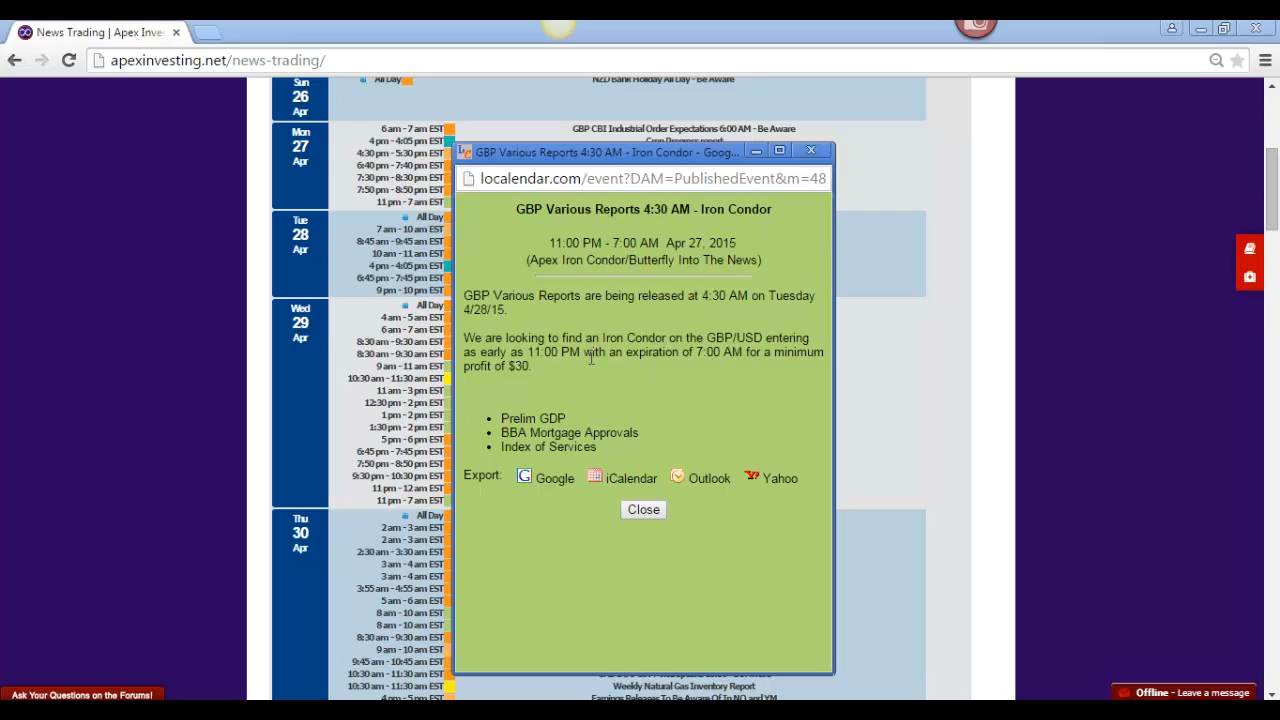 News Trading | Apex Inve
apexinvesting.net/news-trading/
Sun
26
Apr
All Day
NZD Bank Holiday All Day - Be Aware
Mon
27
Apr
6 am - 7 am EST
GBP CBI Industrial Order Expectations 6:00 AM - Be Aware
4 pm - 4:05 pm EST
Crop Progress report
4:30 pm - 5:30 pm EST
6:40 pm - 7:40 pm EST
7:30 pm - 8:30 pm EST
7:50 pm - 8:50 pm EST
11 pm - 7 am EST
Tue
28
Apr
All Day
7 am - 10 am EST
8:45 am - 9:45 am EST
10 am - 11 am EST
4 pm - 4:05 pm EST
6:45 pm - 7:45 pm EST
9 pm - 10 pm EST
Wed
29
Apr
All Day
4 am - 5 am EST
6 am - 7 am EST
8:30 am - 9:30 am EST
8:30 am - 9:30 am EST
9 am - 11 am EST
10:30 am - 11:30 am EST
11 am - 3 pm EST
12:30 pm - 2 pm EST
1 pm - 2 pm EST
1:30 pm - 2 pm EST
5 pm - 6 pm EST
6:45 pm - 7:45 pm EST
7:50 pm - 8:50 pm EST
9:30 pm - 10:30 pm EST
11 pm - 12 am EST
11 pm - 7 am EST
Thu
30
Apr
All Day
2 am - 3 am EST
2 am - 3 am EST
2:30 am - 3:30 am EST
3 am - 4 am EST
3 am - 4 am EST
3:55 am - 4:55 am EST
5 am - 6 am EST
8 am - 10 am EST
8 am - 10 am EST
8:30 am - 9:30 am EST
9 am - 10 am EST
9:45 am - 10:45 am EST
10:30 am - 11:30 am EST
10:30 am - 11:30 am EST
Weekly Natural Gas Inventory Report
4 pm - 5 pm EST
Earnings Releases To Be Aware Of In NQ and YM
GBP Various Reports 4:30 AM - Iron Condor - Goog...
localendar.com/event?DAM=PublishedEvent&m=48
GBP Various Reports 4:30 AM - Iron Condor
11:00 PM - 7:00 AM Apr 27, 2015
(Apex Iron Condor/Butterfly Into The News)
GBP Various Reports are being released at 4:30 AM on Tuesday
4/28/15.
We are looking to find an Iron Condor on the GBP/USD entering
as early as 11:00 PM with an expiration of 7:00 AM for a minimum
profit of $30.
• Prelim GDP
• BBA Mortgage Approvals
• Index of Services
Export: Google iCalendar Outlook Yahoo
Close
Ask Your Questions on the Forums!
Offline - Leave a message